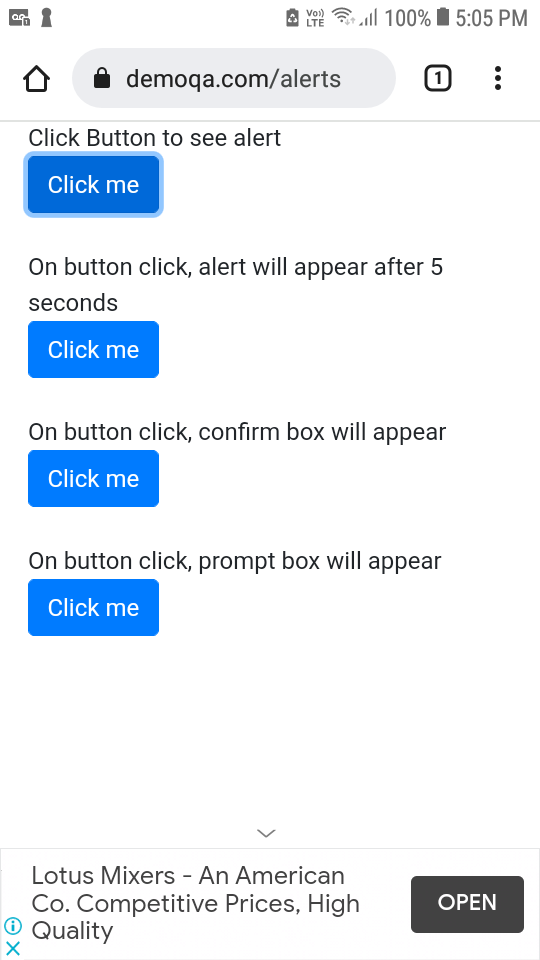 Vo)) LTE 100% 5:05 PM
demoqa.com/alerts 1
Click Button to see alert
Click me
On button click, alert will appear after 5
seconds
Click me
On button click, confirm box will appear
Click me
On button click, prompt box will appear
Click me
Lotus Mixers - An American
Co. Competitive Prices, High
Quality
OPEN